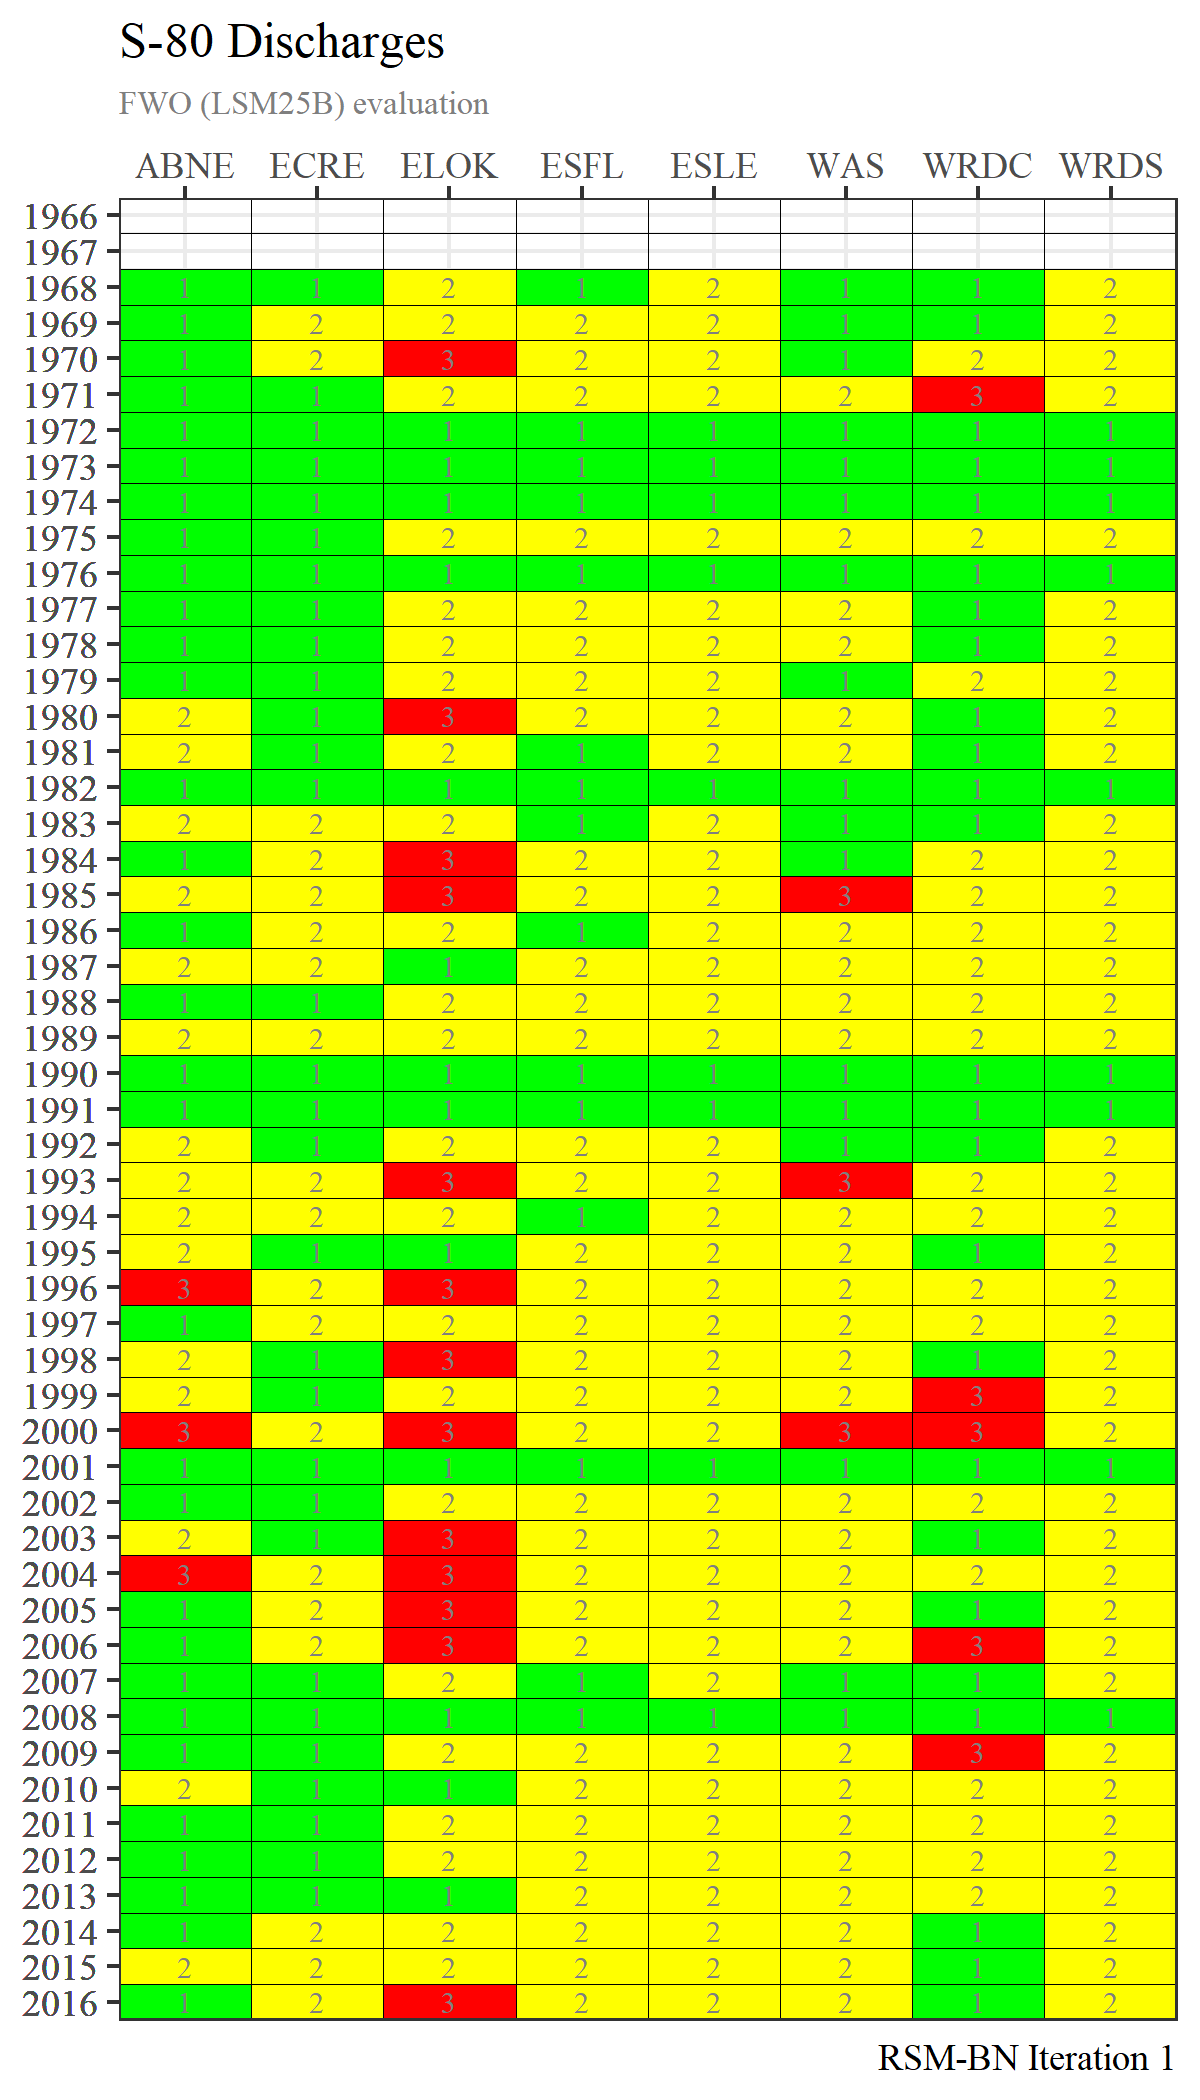 S-80 Discharges
FWO (LSM25B) evaluation
ABNE ECRE ELOK ESFL ESLE WAS WRDC WRDS
1966
1967
1968 1 1 2 1 2 1 1 2
1969 1 2 2 2 2 1 1 2
1970 1 2 3 2 2 1 2 2
1971 1 1 2 2 2 2 3 2
1972 1 1 1 1 1 1 1 1
1973 1 1 1 1 1 1 1 1
1974 1 1 1 1 1 1 1 1
1975 1 1 2 2 2 2 2 2
1976 1 1 1 1 1 1 1 1
1977 1 1 2 2 2 2 1 2
1978 1 1 2 2 2 2 1 2
1979 1 1 2 2 2 1 2 2
1980 2 1 3 2 2 2 1 2
1981 2 1 2 1 2 2 1 2
1982 1 1 1 1 1 1 1 1
1983 2 2 2 1 2 1 1 2
1984 1 2 3 2 2 1 2 2
1985 2 2 3 2 2 3 2 2
1986 1 2 2 1 2 2 2 2
1987 2 2 1 2 2 2 2 2
1988 1 1 2 2 2 2 2 2
1989 2 2 2 2 2 2 2 2
1990 1 1 1 1 1 1 1 1
1991 1 1 1 1 1 1 1 1
1992 2 1 2 2 2 1 1 2
1993 2 2 3 2 2 3 2 2
1994 2 2 2 1 2 2 2 2
1995 2 1 1 2 2 2 1 2
1996 3 2 3 2 2 2 2 2
1997 1 2 2 2 2 2 2 2
1998 2 1 3 2 2 2 1 2
1999 2 1 2 2 2 2 3 2
2000 3 2 3 2 2 3 3 2
2001 1 1 1 1 1 1 1 1
2002 1 1 2 2 2 2 2 2
2003 2 1 3 2 2 2 1 2
2004 3 2 3 2 2 2 2 2
2005 1 2 3 2 2 2 1 2
2006 1 2 3 2 2 2 3 2
2007 1 1 2 1 2 1 1 2
2008 1 1 1 1 1 1 1 1
2009 1 1 2 2 2 2 3 2
2010 2 1 1 2 2 2 2 2
2011 1 1 2 2 2 2 2 2
2012 1 1 2 2 2 2 2 2
2013 1 1 1 2 2 2 2 2
2014 1 2 2 2 2 2 1 2
2015 2 2 2 2 2 2 1 2
2016 1 2 3 2 2 2 1 2
RSM-BN Iteration 1